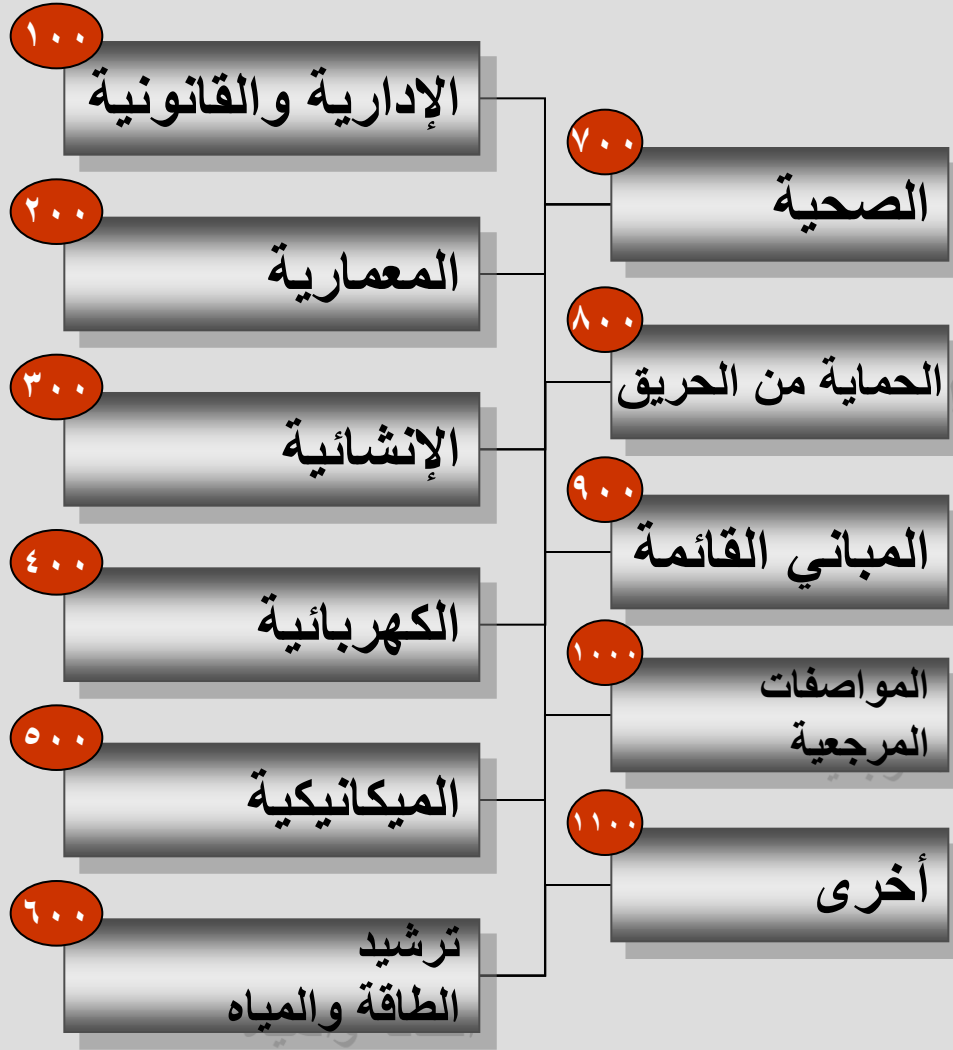 ١٠٠
الإدارية والقانونية
٢٠٠
المعمارية
٣٠٠
الإنشائية
٤٠٠
الكهربائية
٥٠٠
الميكانيكية
٦٠٠
ترشيد
الطاقة والمياه
٧٠٠
الصحية
٨٠٠
الحماية من الحريق
٩٠٠
المباني القائمة
١٠٠٠
المواصفات
المرجعية
١١٠٠
أخرى